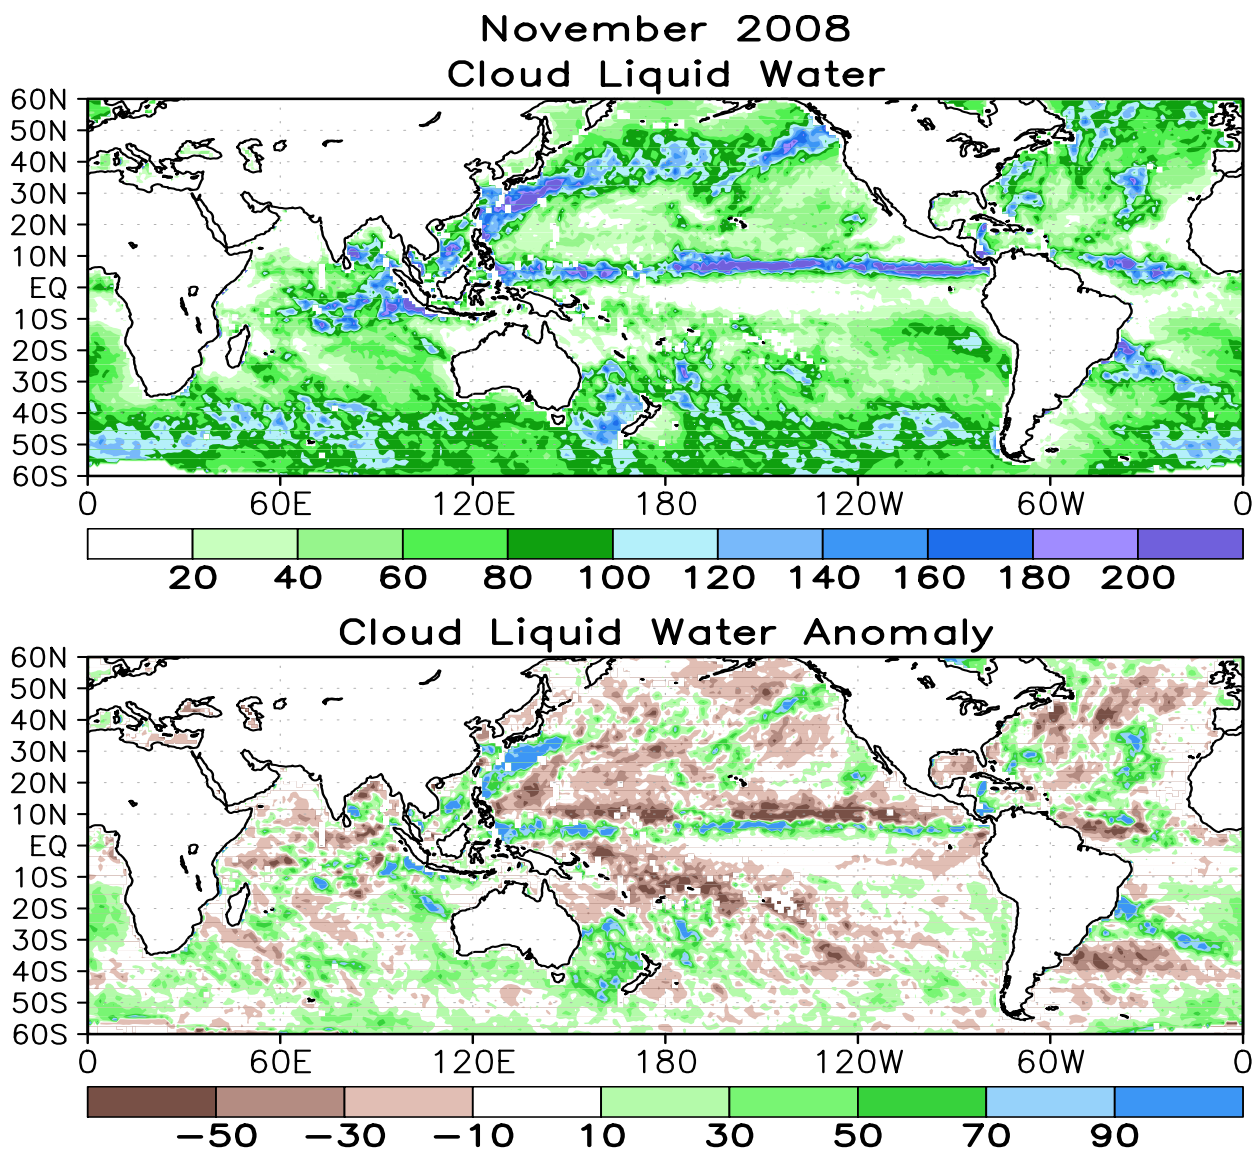 November 2008
Cloud Liquid Water
60N
50N
40N
30N
20N
10N
EQ
10S
20S
30S
40S
50S
60S
0 60E 120E 180 120W 60W 0
20 40 60 80 100 120 140 160 180 200
Cloud Liquid Water Anomaly
60N
50N
40N
30N
20N
10N
EQ
10S
20S
30S
40S
50S
60S
0 60E 120E 180 120W 60W 0
−50 −30 −10 10 30 50 70 90